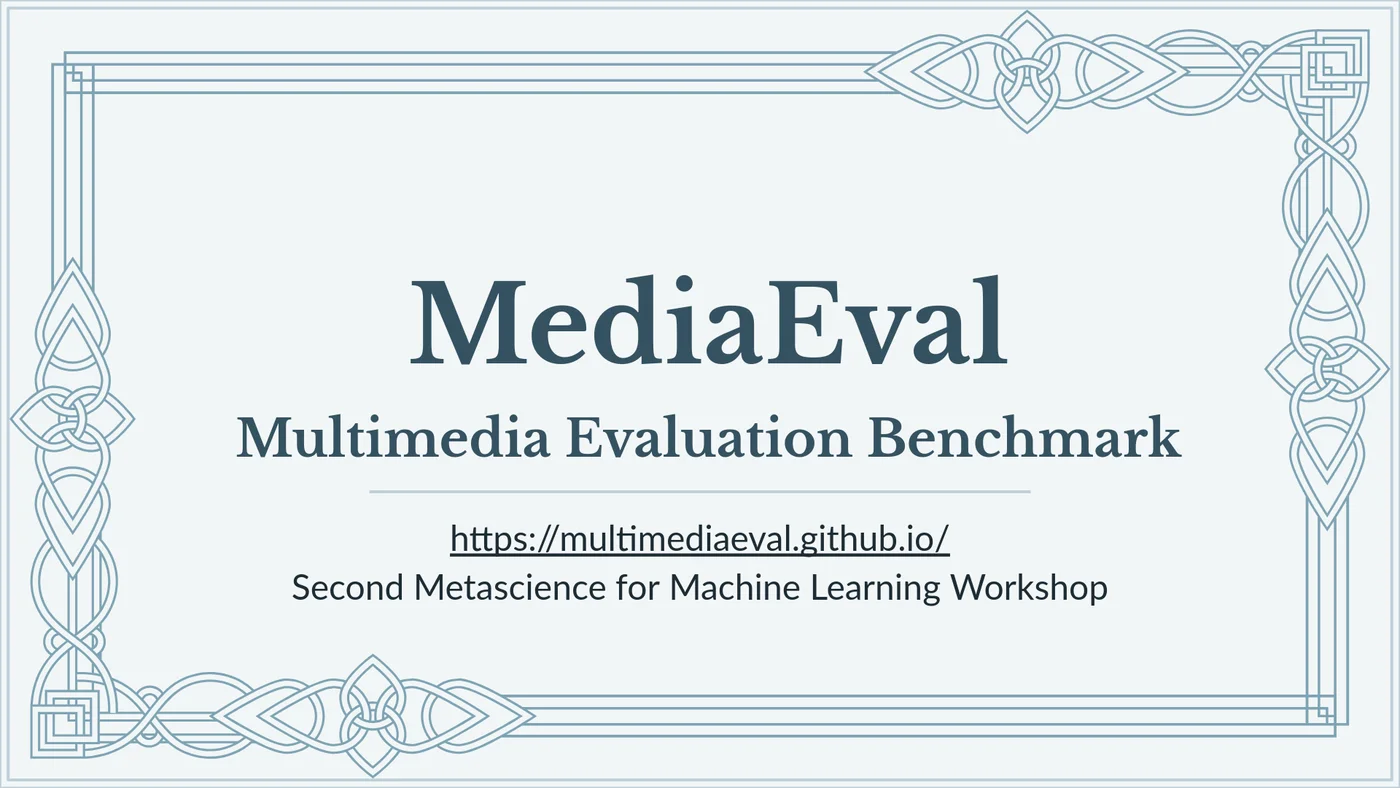 MediaEval
Multimedia Evaluation Benchmark
https://multimediaeval.github.io/
Second Metascience for Machine Learning Workshop